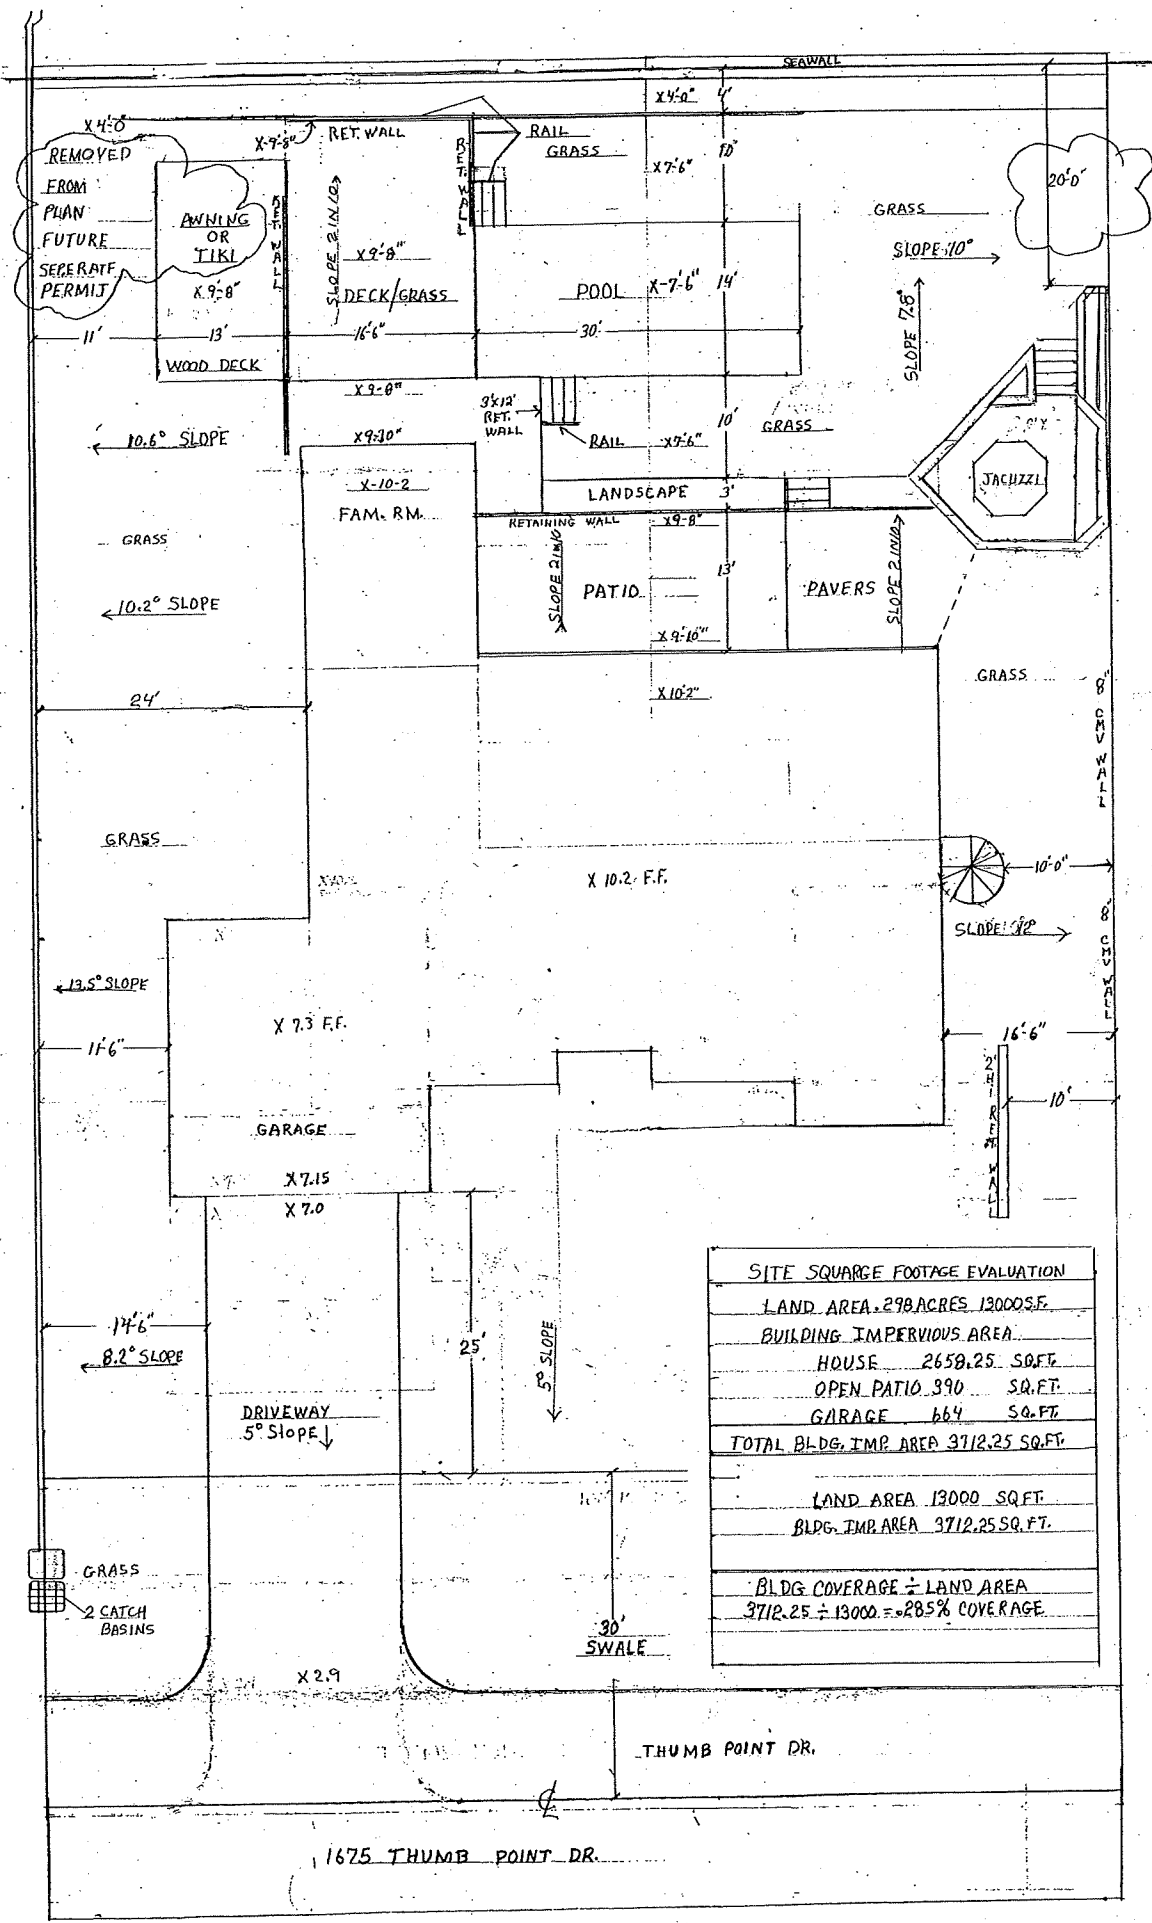 SEAWALL
X 4'-0"
4'
X 4'-0"
X-9'-8"
RET. WALL
RET. WALL
RAIL
GRASS
10'
X 7'-6"
20'-0"
REMOVED
FROM
PLAN
FUTURE
SEPERATE
PERMIT
AWNING
OR
TIKI
X 9'-8"
RET WALL
SLOPE 2 IN 10
X 9'-8"
DECK/GRASS
POOL
X-7'-6"
14'
GRASS
SLOPE 10°
SLOPE 7.8°
11'
13'
16'-6"
30'
WOOD DECK
X 9'-8"
3'X12'
RET.
WALL
RAIL
X 7'-6"
10'
GRASS
10.6° SLOPE
X 9'-10"
X-10-2
FAM. RM.
LANDSCAPE
3'
JACUZZI
RETAINING WALL
X 9'-8"
GRASS
SLOPE 2 IN 10
PATIO
13'
PAVERS
SLOPE 2 IN 10
10.2° SLOPE
X 9'-10"
GRASS
24'
X 10'2"
8" CMU WALL
GRASS
X 10.2 F.F.
10'-0"
SLOPE
8" CMU WALL
13.5° SLOPE
X 7.3 F.F.
11'6"
16'-6"
2' HI RET WALL
10'
GARAGE
X 7.15
X 7.0
14'6"
8.2° SLOPE
25'
5° SLOPE
DRIVEWAY
5° SLOPE
SITE SQUARGE FOOTAGE EVALUATION
LAND AREA .298 ACRES 13000 S.F.
BUILDING IMPERVIOUS AREA
HOUSE 2658.25 SQ.FT.
OPEN PATIO 390 SQ.FT.
GARAGE 664 SQ.FT.
TOTAL BLDG. IMP. AREA 3712.25 SQ.FT.
LAND AREA 13000 SQ FT.
BLDG. IMP. AREA 3712.25 SQ. FT.
BLDG COVERAGE ÷ LAND AREA
3712.25 ÷ 13000 = .285% COVERAGE
GRASS
2 CATCH
BASINS
30'
SWALE
X 2.9
THUMB POINT DR.
℄
1675 THUMB POINT DR.